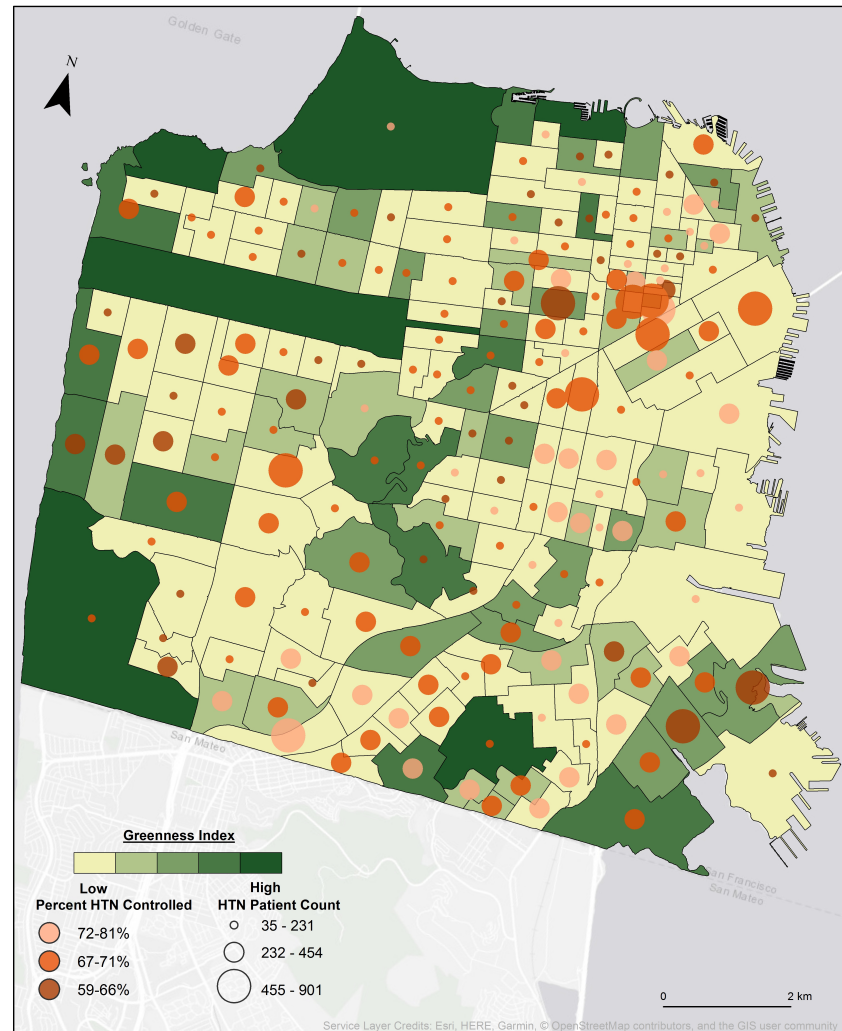 Golden Gate
N
San Mateo
Greenness Index
Low High
Percent HTN Controlled HTN Patient Count
72-81% 35 - 231
67-71% 232 - 454
59-66% 455 - 901
San Francisco
San Mateo
0 2 km
Service Layer Credits: Esri, HERE, Garmin, © OpenStreetMap contributors, and the GIS user community